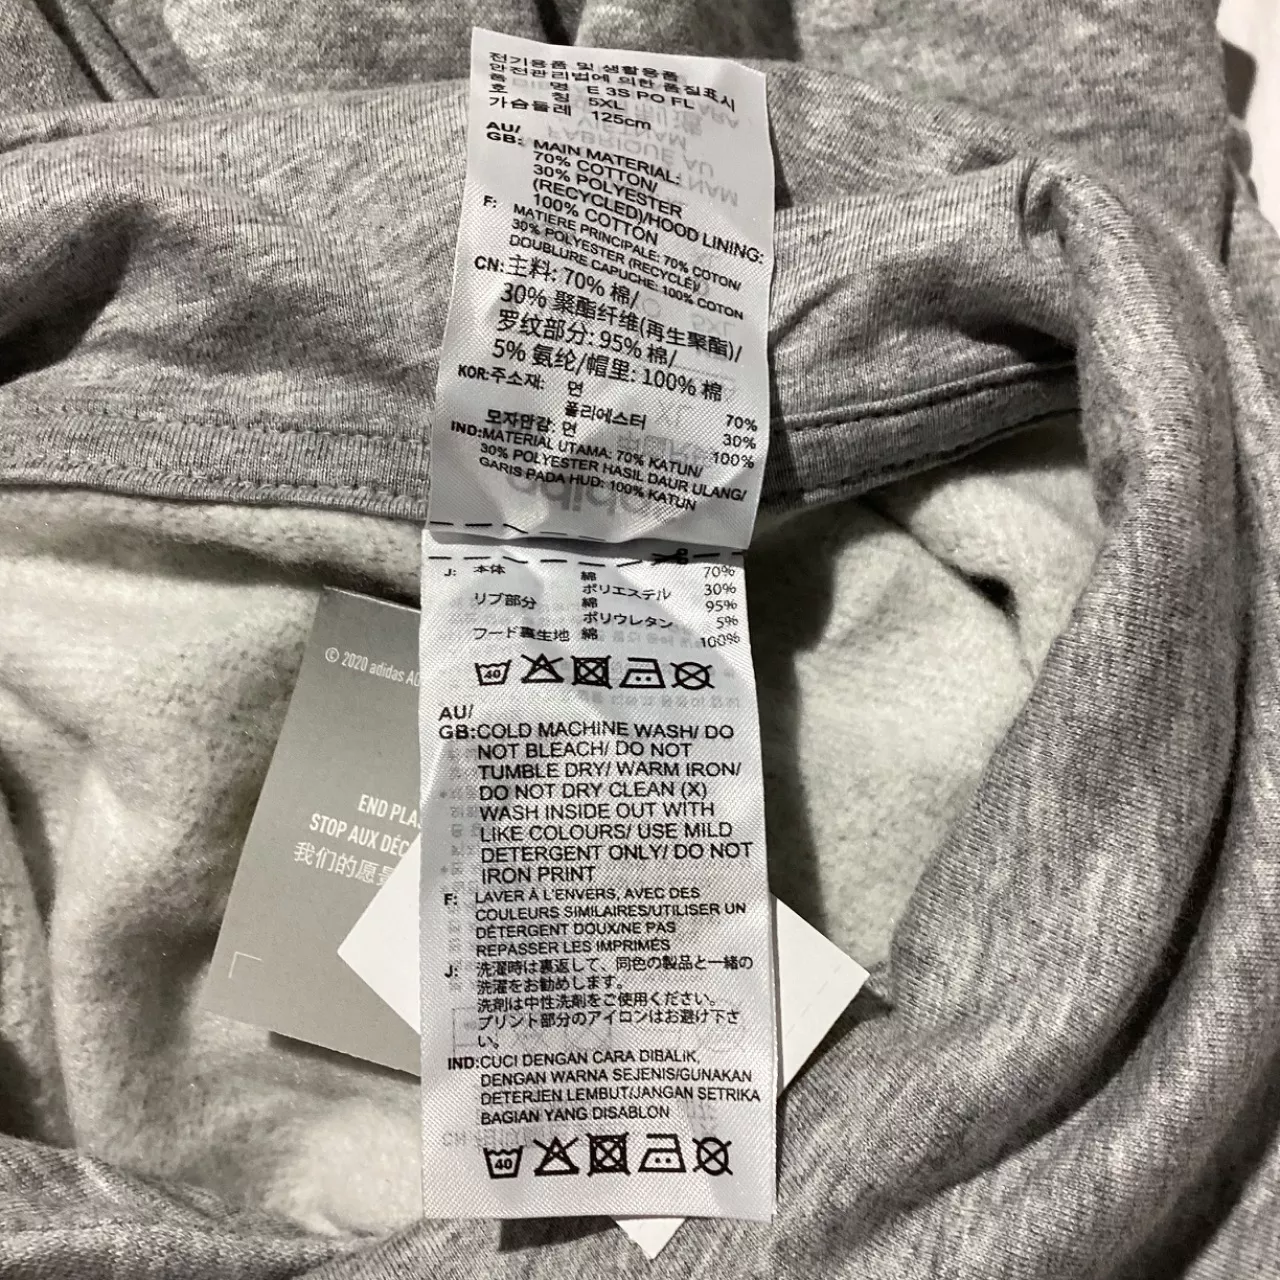 전기용품 및 생활용품
안전관리법에 의한 품질표시
품 명 E 3S PO FL
호 칭 5XL
가슴둘레 125cm
AU/
GB: MAIN MATERIAL:
70% COTTON/
30% POLYESTER
(RECYCLED)/HOOD LINING:
100% COTTON
F: MATIERE PRINCIPALE: 70% COTON/
30% POLYESTER (RECYCLÉ)/
DOUBLURE CAPUCHE: 100% COTON
CN: 主料: 70% 棉/
30% 聚酯纤维(再生聚酯)/
罗纹部分: 95% 棉/
5% 氨纶/帽里: 100% 棉
KOR: 주소재: 면 70%
폴리에스터 30%
모자안감: 면 100%
IND: MATERIAL UTAMA: 70% KATUN/
30% POLYESTER HASIL DAUR ULANG/
GARIS PADA HUD: 100% KATUN
J: 本体 綿 70%
ポリエステル 30%
リブ部分 綿 95%
ポリウレタン 5%
フード裏生地 綿 100%
40
AU/
GB: COLD MACHINE WASH/ DO
NOT BLEACH/ DO NOT
TUMBLE DRY/ WARM IRON/
DO NOT DRY CLEAN (X)
WASH INSIDE OUT WITH
LIKE COLOURS/ USE MILD
DETERGENT ONLY/ DO NOT
IRON PRINT
F: LAVER À L'ENVERS, AVEC DES
COULEURS SIMILAIRES/UTILISER UN
DÉTERGENT DOUX/NE PAS
REPASSER LES IMPRIMÉS
J: 洗濯時は裏返して、同色の製品と一緒の
洗濯をお勧めします。
洗剤は中性洗剤をご使用ください。
プリント部分のアイロンはお避け下さ
い。
IND: CUCI DENGAN CARA DIBALIK,
DENGAN WARNA SEJENIS/GUNAKAN
DETERJEN LEMBUT/JANGAN SETRIKA
BAGIAN YANG DISABLON
40
© 2020 adidas AG
END PLAS
STOP AUX DÉC
我们的愿景